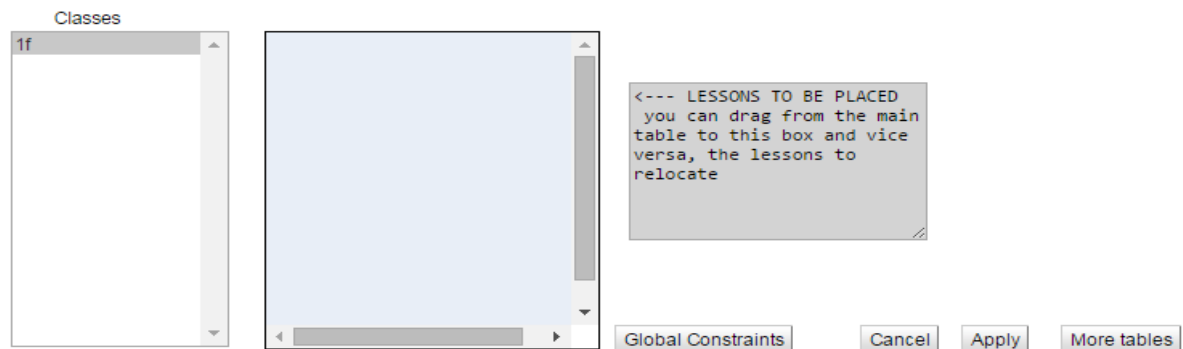 Classes
1f
<--- LESSONS TO BE PLACED
you can drag from the main
table to this box and vice
versa, the lessons to
relocate
Global Constraints
Cancel
Apply
More tables